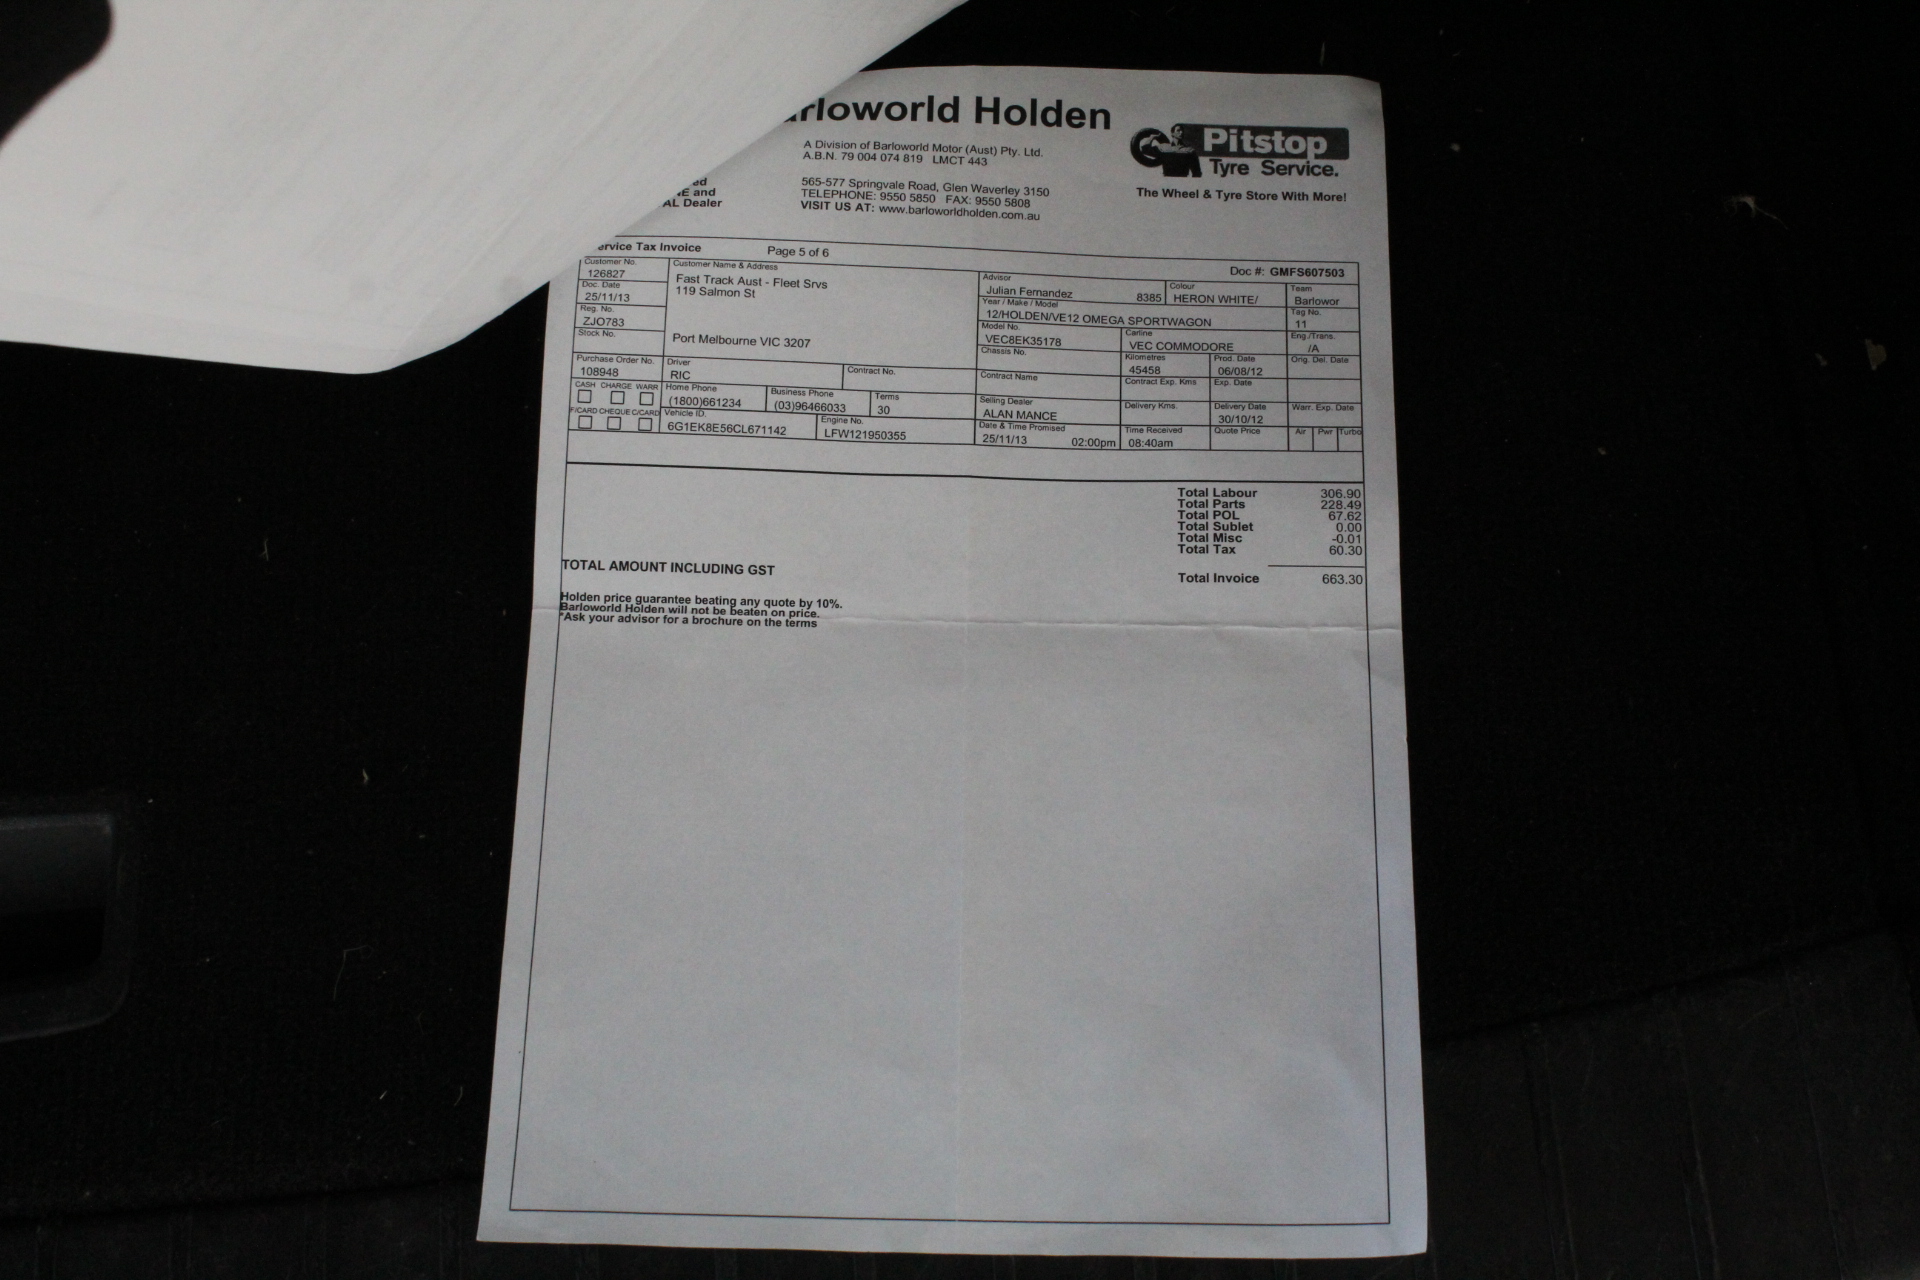 arloworld Holden
A Division of Barloworld Motor (Aust) Pty. Ltd.
A.B.N. 79 004 074 819 LMCT 443
565-577 Springvale Road, Glen Waverley 3150
TELEPHONE: 9550 5850 FAX: 9550 5808
VISIT US AT: www.barloworldholden.com.au
ed
E and
AL Dealer
Pitstop
Tyre Service.
The Wheel & Tyre Store With More!
ervice Tax Invoice Page 5 of 6 Doc #: GMFS607503
Customer No.
126827
Doc. Date
25/11/13
Reg. No.
ZJO783
Stock No.
Customer Name & Address
Fast Track Aust - Fleet Srvs
119 Salmon St
Port Melbourne VIC 3207
Advisor
Julian Fernandez 8385
Colour
HERON WHITE/
Team
Barlowor
Year / Make / Model
12/HOLDEN/VE12 OMEGA SPORTWAGON
Tag No.
11
Model No.
VEC8EK35178
Carline
VEC COMMODORE
Eng./Trans.
/A
Chassis No.
Kilometres
45458
Prod. Date
06/08/12
Orig. Del. Date
Purchase Order No.
108948
Driver
RIC
Contract No.
Contract Name
Contract Exp. Kms
Exp. Date
CASH CHARGE WARR
Home Phone
(1800)661234
Business Phone
(03)96466033
Terms
30
Selling Dealer
ALAN MANCE
Delivery Kms.
Delivery Date
30/10/12
Warr. Exp. Date
F/CARD CHEQUE C/CARD
Vehicle ID.
6G1EK8E56CL671142
Engine No.
LFW121950355
Date & Time Promised
25/11/13 02:00pm
Time Received
08:40am
Quote Price
Air Pwr Turbo
Total Labour 306.90
Total Parts 228.49
Total POL 67.62
Total Sublet 0.00
Total Misc -0.01
Total Tax 60.30
TOTAL AMOUNT INCLUDING GST Total Invoice 663.30
Holden price guarantee beating any quote by 10%.
Barloworld Holden will not be beaten on price.
*Ask your advisor for a brochure on the terms